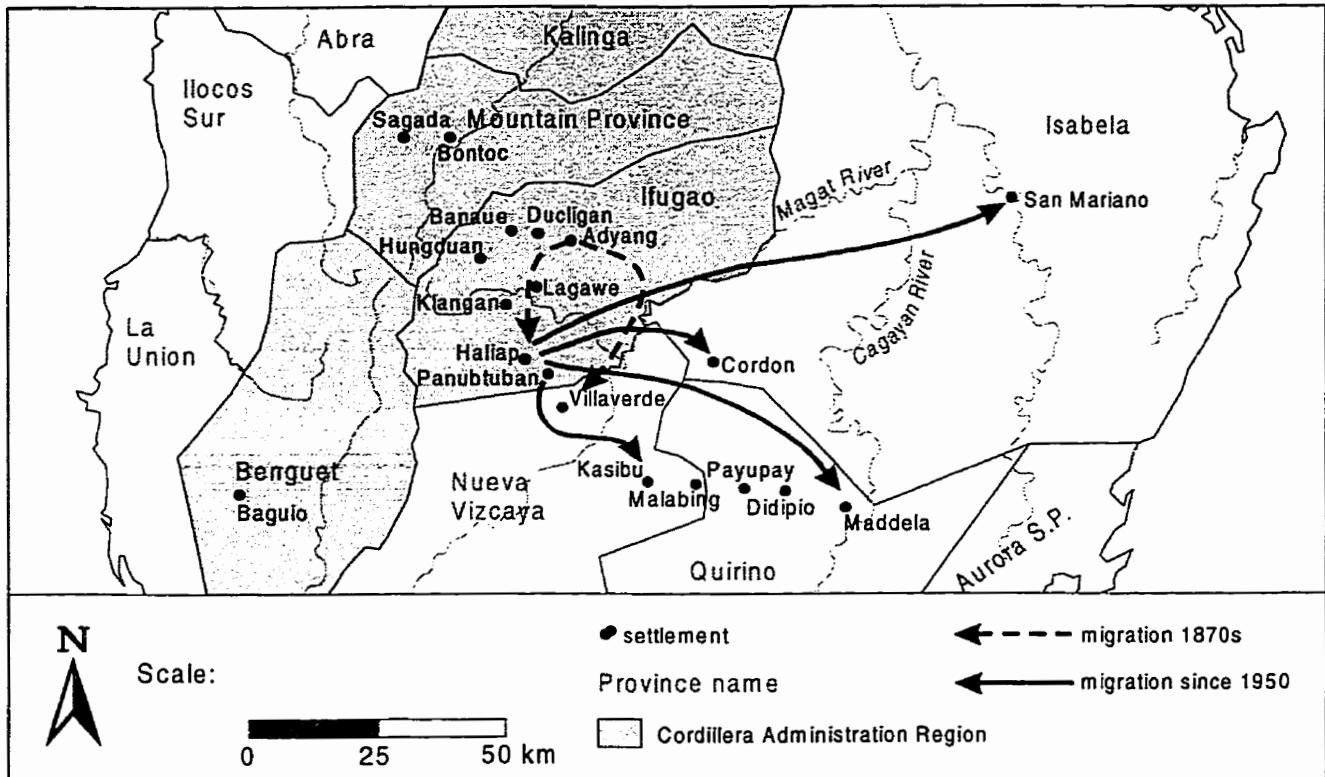 Abra
Kalinga
Ilocos
Sur
Sagada
Mountain Province
Bontoc
Isabela
Ifugao
Magat River
San Mariano
Banaue
Ducligan
Adyang
Hungduan
Lagawe
Kiangan
La
Union
Cagayan River
Haliap
Cordon
Panubtuban
Villaverde
Benguet
Baguio
Nueva
Vizcaya
Kasibu
Malabing
Payupay
Didipio
Maddela
Quirino
Aurora S.P.
N
Scale:
0 25 50 km
settlement
Province name
Cordillera Administration Region
migration 1870s
migration since 1950